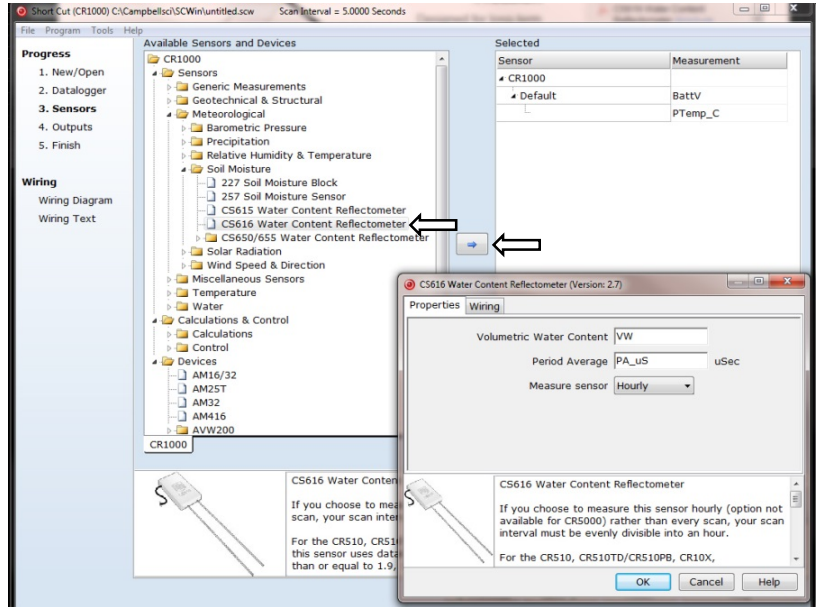 Short Cut (CR1000) C:\Campbellsci\SCWin\untitled.scw Scan Interval = 5.0000 Seconds
File Program Tools Help
Progress
1. New/Open
2. Datalogger
3. Sensors
4. Outputs
5. Finish
Wiring
Wiring Diagram
Wiring Text
Available Sensors and Devices
CR1000
Sensors
Generic Measurements
Geotechnical & Structural
Meteorological
Barometric Pressure
Precipitation
Relative Humidity & Temperature
Soil Moisture
227 Soil Moisture Block
257 Soil Moisture Sensor
CS615 Water Content Reflectometer
CS616 Water Content Reflectometer
CS650/655 Water Content Reflectometer
Solar Radiation
Wind Speed & Direction
Miscellaneous Sensors
Temperature
Water
Calculations & Control
Calculations
Control
Devices
AM16/32
AM25T
AM32
AM416
AVW200
CR1000
Selected
Sensor Measurement
CR1000
Default BattV
PTemp_C
CS616 Water Conten
If you choose to mea
scan, your scan inte
For the CR510, CR51
this sensor uses data
than or equal to 1.9,
CS616 Water Content Reflectometer (Version: 2.7)
Properties Wiring
Volumetric Water Content VW
Period Average PA_uS uSec
Measure sensor Hourly
CS616 Water Content Reflectometer
If you choose to measure this sensor hourly (option not
available for CR5000) rather than every scan, your scan
interval must be evenly divisible into an hour.
For the CR510, CR510TD/CR510PB, CR10X,
OK Cancel Help